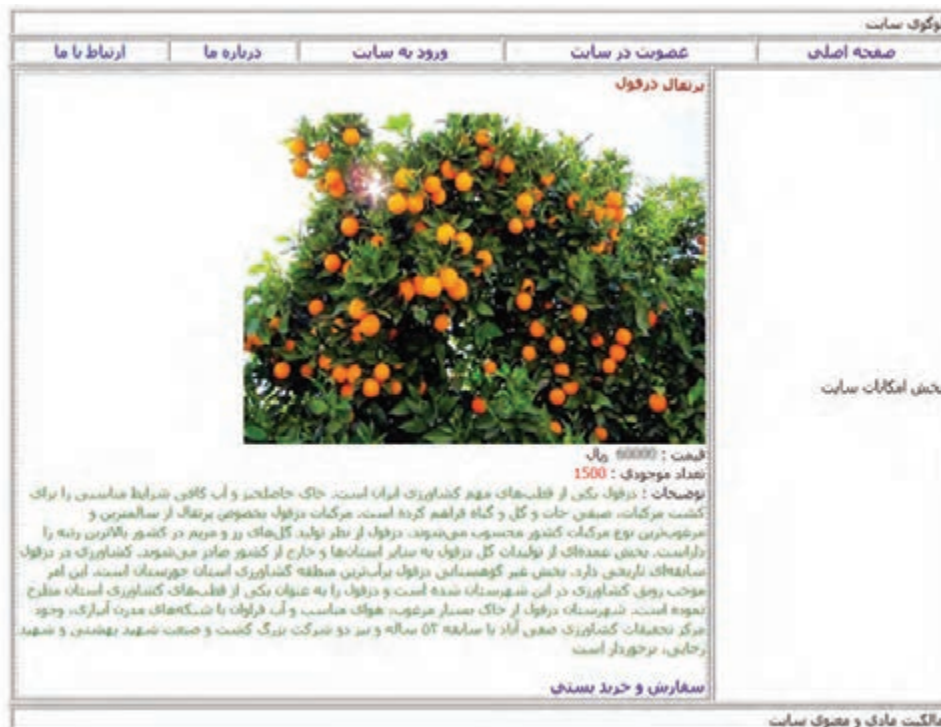 لوگوی سایت
صفحه اصلی عضویت در سایت ورود به سایت درباره ما ارتباط با ما
پرتقال دزفول
بخش امکانات سایت
قیمت : 60000 ریال
تعداد موجودی : 1500
توضیحات : دزفول یکی از قطب‌های مهم کشاورزی ایران است. خاک حاصلخیز و آب کافی شرایط مناسبی را برای
کشت مرکبات، صیفی جات و گل و گیاه فراهم کرده است. مرکبات دزفول بخصوص پرتقال از سالمترین و
مرغوب‌ترین نوع مرکبات کشور محسوب می‌شوند. دزفول از نظر تولید گل‌های رز و مریم در کشور بالاترین رتبه را
داراست. بخش عمده‌ای از تولیدات گل دزفول به سایر استان‌ها و خارج از کشور صادر می‌شوند. کشاورزی در دزفول
سابقه‌ای تاریخی دارد. بخش غیر کوهستانی دزفول پرآب‌ترین منطقه کشاورزی استان خوزستان است. این امر
موجب رونق کشاورزی در این شهرستان شده است و دزفول را به عنوان یکی از قطب‌های کشاورزی استان مطرح
نموده است. شهرستان دزفول از خاک بسیار مرغوب، هوای مناسب و آب فراوان با شبکه‌های مدرن آبیاری، وجود
مرکز تحقیقات کشاورزی صفی آباد با سابقه ۵۳ ساله و نیز دو شرکت بزرگ کشت و صنعت شهید بهشتی و شهید
رجایی، برخوردار است
سفارش و خرید پستی
مالکیت مادی و معنوی سایت